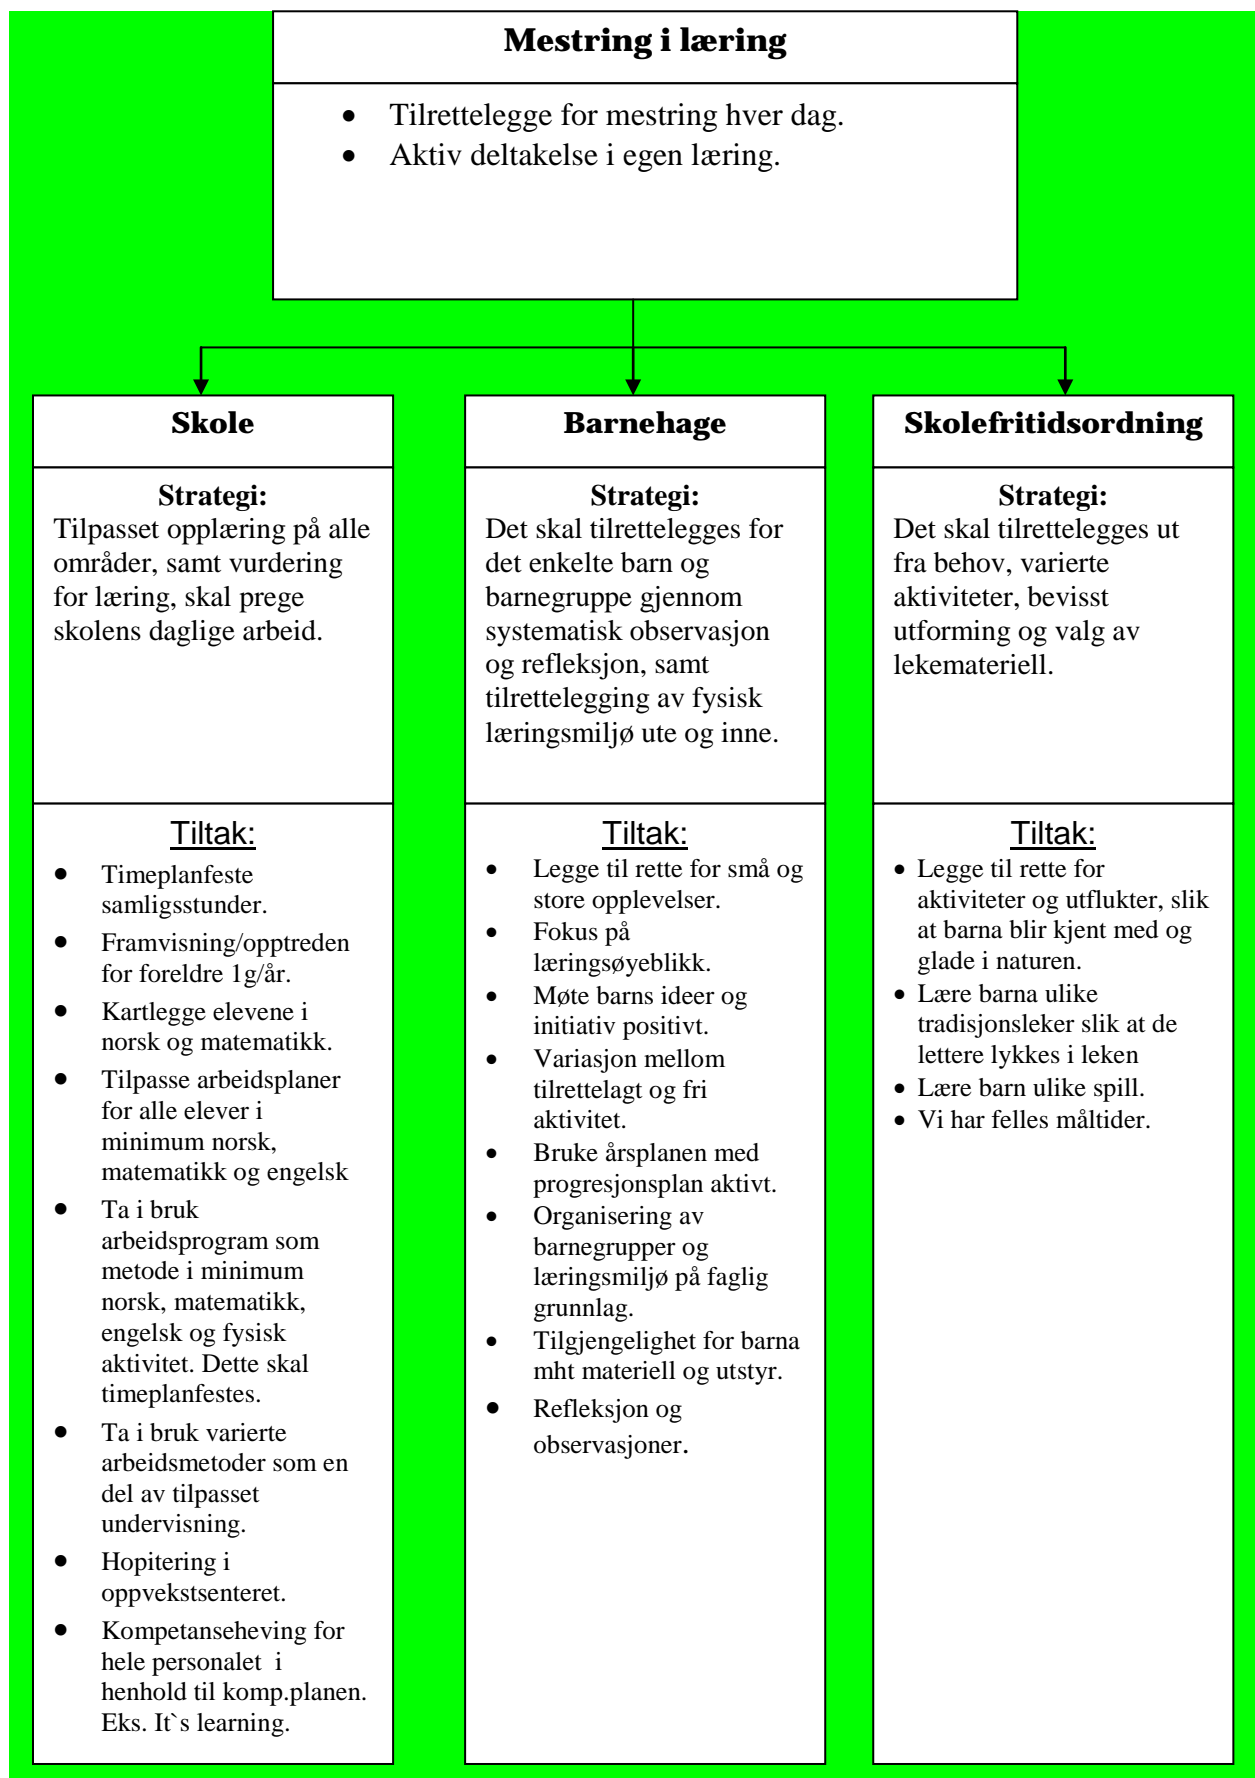 Mestring i læring
• Tilrettelegge for mestring hver dag.
• Aktiv deltakelse i egen læring.
Skole
Strategi:
Tilpasset opplæring på alle
områder, samt vurdering
for læring, skal prege
skolens daglige arbeid.
Tiltak:
• Timeplanfeste
samligsstunder.
• Framvisning/opptreden
for foreldre 1g/år.
• Kartlegge elevene i
norsk og matematikk.
• Tilpasse arbeidsplaner
for alle elever i
minimum norsk,
matematikk og engelsk
• Ta i bruk
arbeidsprogram som
metode i minimum
norsk, matematikk,
engelsk og fysisk
aktivitet. Dette skal
timeplanfestes.
• Ta i bruk varierte
arbeidsmetoder som en
del av tilpasset
undervisning.
• Hopitering i
oppvekstsenteret.
• Kompetanseheving for
hele personalet  i
henhold til komp.planen.
Eks. It`s learning.
Barnehage
Strategi:
Det skal tilrettelegges for
det enkelte barn og
barnegruppe gjennom
systematisk observasjon
og refleksjon, samt
tilrettelegging av fysisk
læringsmiljø ute og inne.
Tiltak:
• Legge til rette for små og
store opplevelser.
• Fokus på
læringsøyeblikk.
• Møte barns ideer og
initiativ positivt.
• Variasjon mellom
tilrettelagt og fri
aktivitet.
• Bruke årsplanen med
progresjonsplan aktivt.
• Organisering av
barnegrupper og
læringsmiljø på faglig
grunnlag.
• Tilgjengelighet for barna
mht materiell og utstyr.
• Refleksjon og
observasjoner.
Skolefritidsordning
Strategi:
Det skal tilrettelegges ut
fra behov, varierte
aktiviteter, bevisst
utforming og valg av
lekemateriell.
Tiltak:
• Legge til rette for
aktiviteter og utflukter, slik
at barna blir kjent med og
glade i naturen.
• Lære barna ulike
tradisjonsleker slik at de
lettere lykkes i leken
• Lære barn ulike spill.
• Vi har felles måltider.